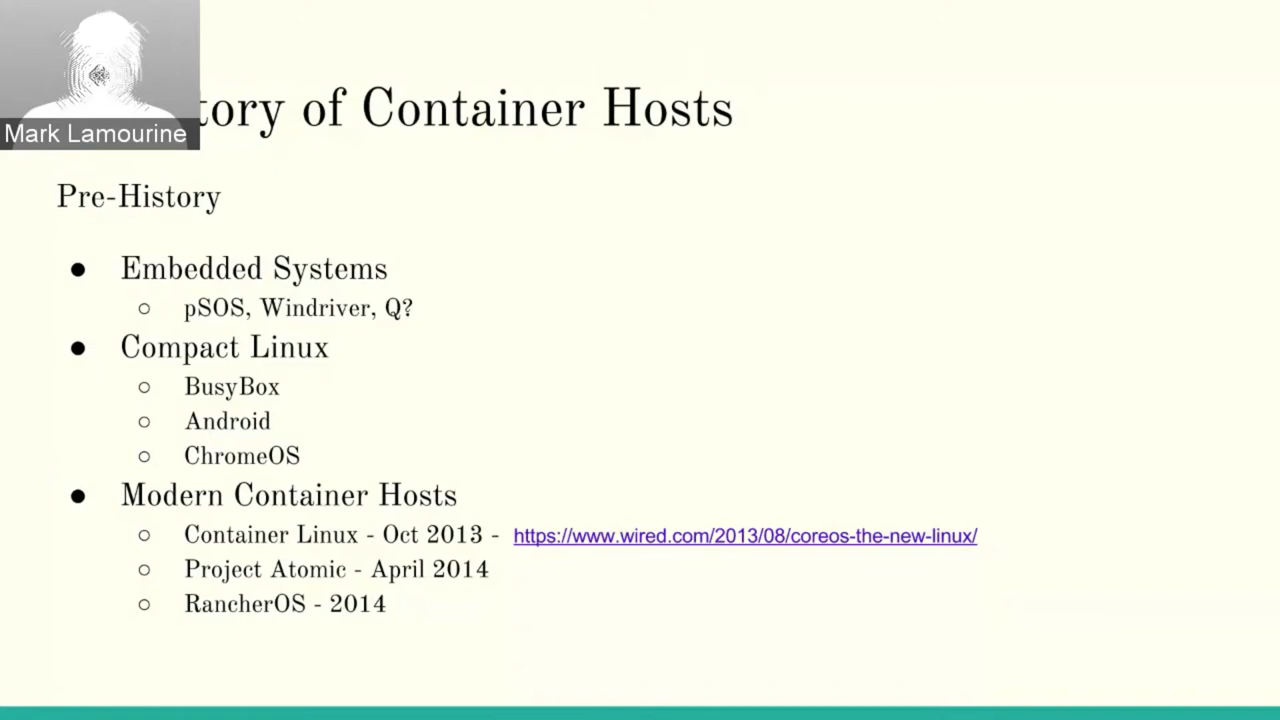 Mark Lamourine
tory of Container Hosts
Pre-History
● Embedded Systems
○ pSOS, Windriver, Q?
● Compact Linux
○ BusyBox
○ Android
○ ChromeOS
● Modern Container Hosts
○ Container Linux - Oct 2013 - https://www.wired.com/2013/08/coreos-the-new-linux/
○ Project Atomic - April 2014
○ RancherOS - 2014